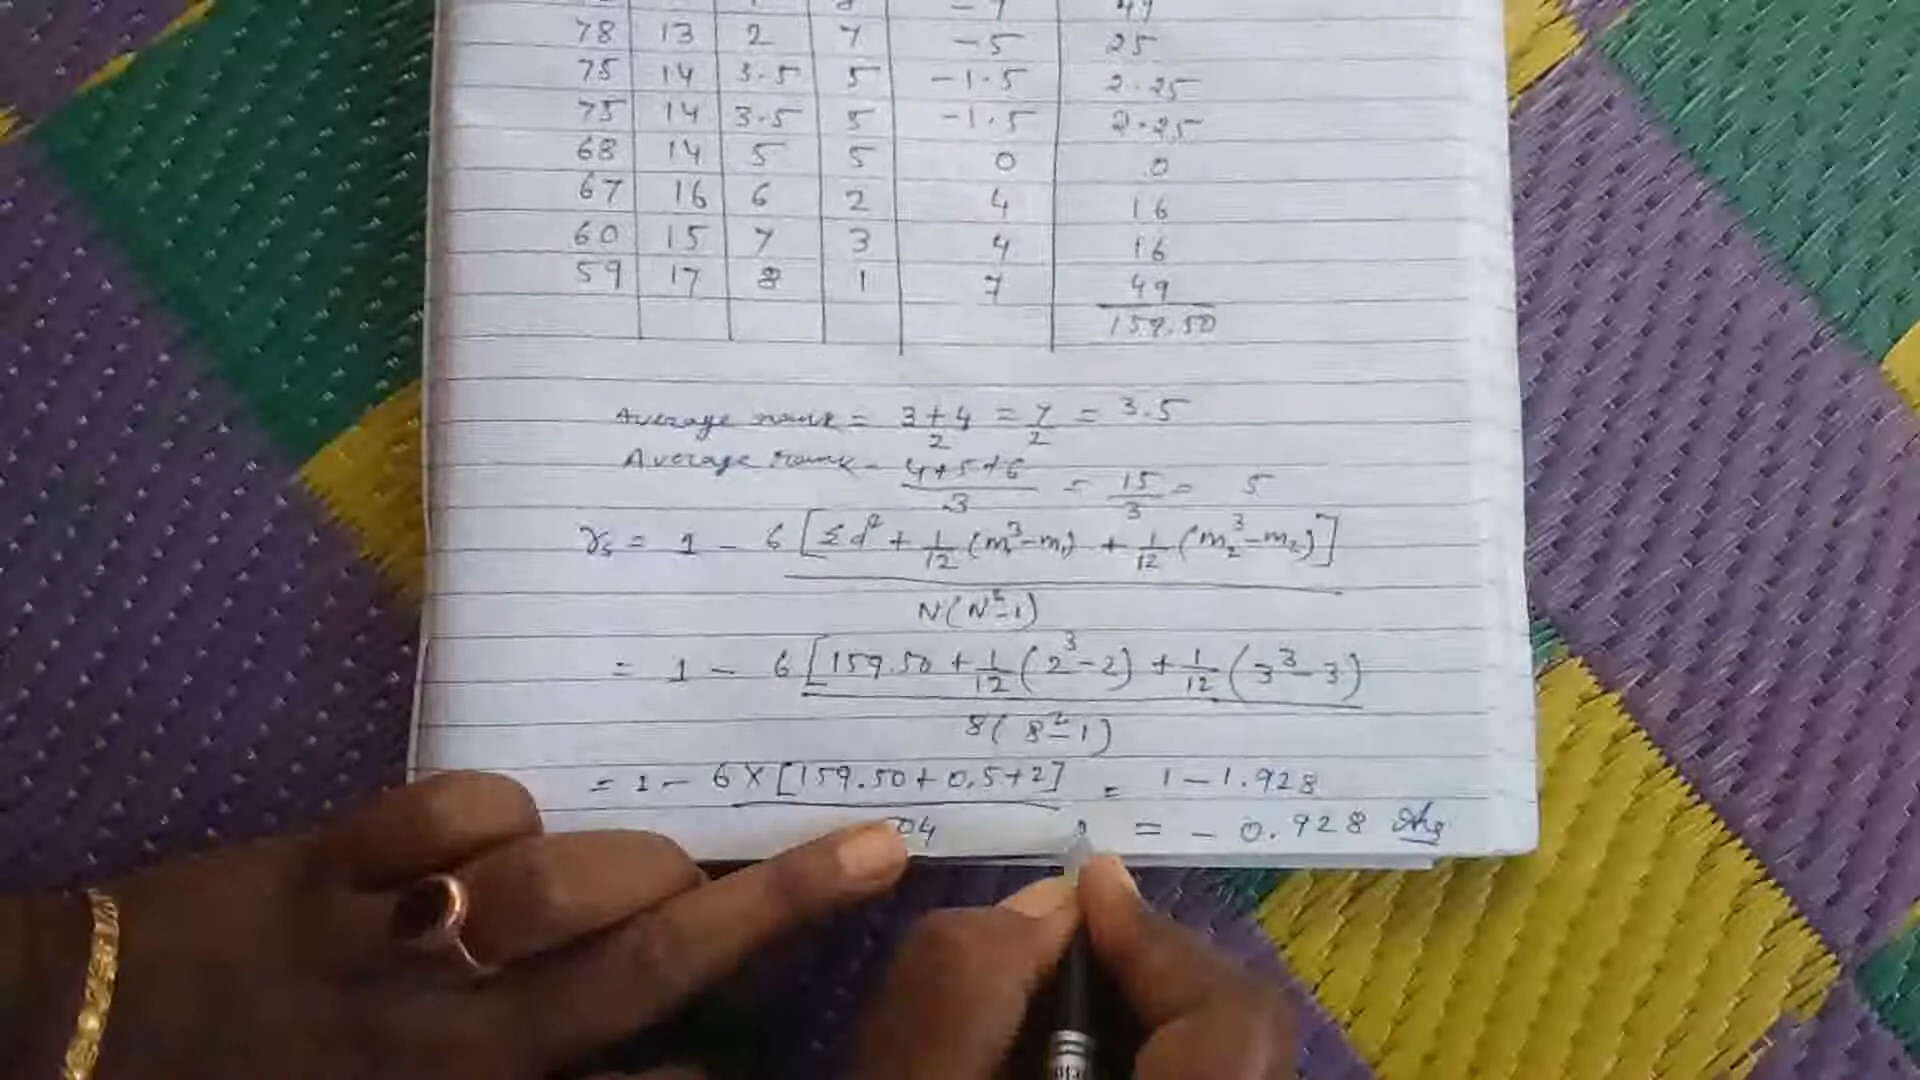 -7 49
78 13 2 7 -5 25
75 14 3.5 5 -1.5 2.25
75 14 3.5 5 -1.5 2.25
68 14 5 5 0 0
67 16 6 2 4 16
60 15 7 3 4 16
59 17 8 1 7 49
159.50
Average rank = 3+4/2 = 7/2 = 3.5
Average rank = 4+5+6/3 = 15/3 = 5
rs = 1 - 6[Σd² + 1/12 (m₁³-m₁) + 1/12 (m₂³-m₂)] / N(N²-1)
= 1 - 6[159.50 + 1/12 (2³-2) + 1/12 (3³-3) / 8(8²-1)
= 1 - 6×[159.50+0.5+2] / 04 = 1-1.928
= -0.928 Ans